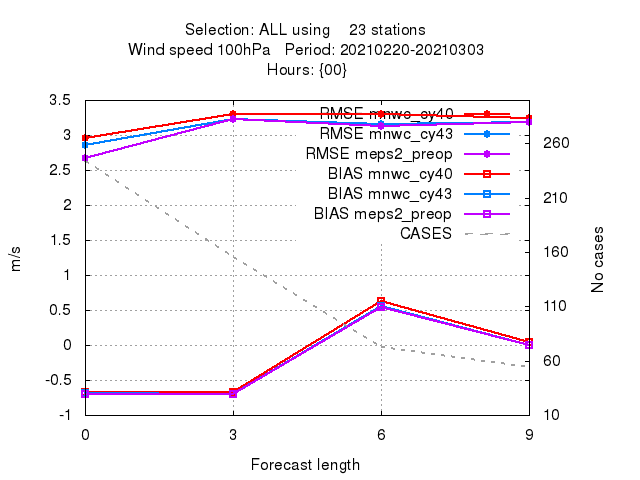 Selection: ALL using    23 stations
Wind speed 100hPa   Period: 20210220-20210303
Hours: {00}
RMSE mnwc_cy40
RMSE mnwc_cy43
RMSE meps2_preop
BIAS mnwc_cy40
BIAS mnwc_cy43
BIAS meps2_preop
CASES
3.5
3
2.5
2
1.5
1
0.5
0
-0.5
-1
m/s
260
210
160
110
60
10
No cases
0 3 6 9
Forecast length